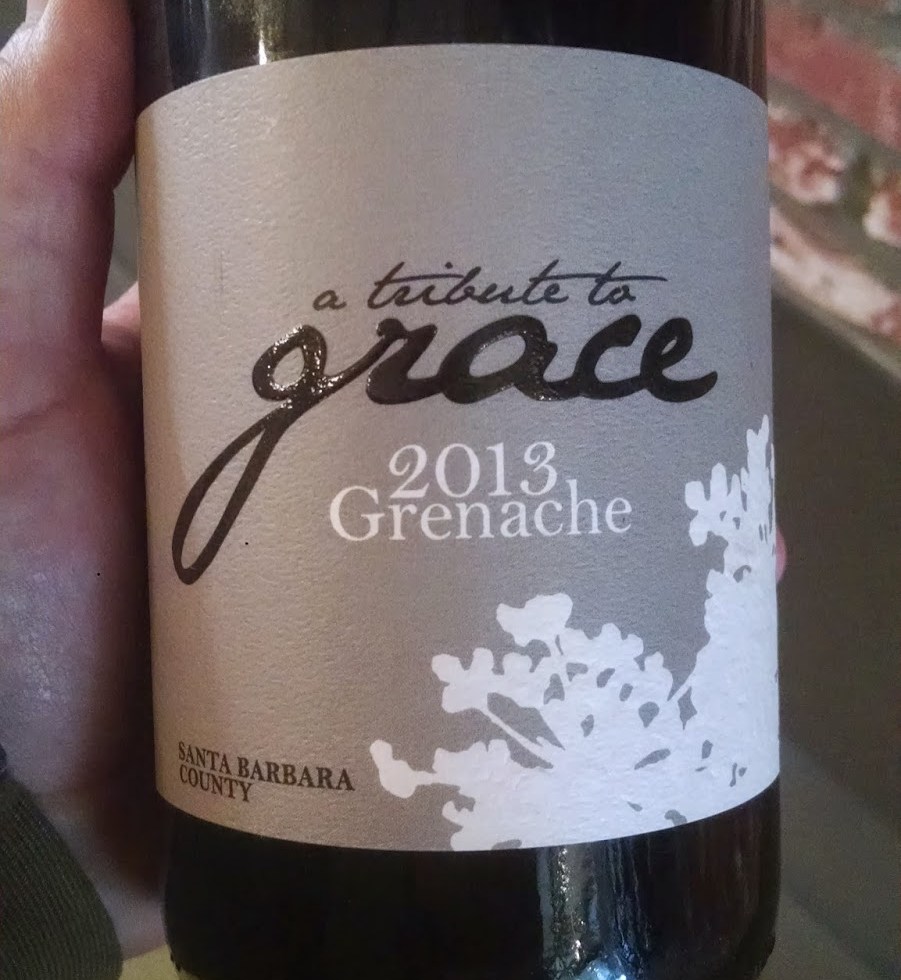 a tribute to
grace
2013
Grenache
SANTA BARBARA
COUNTY